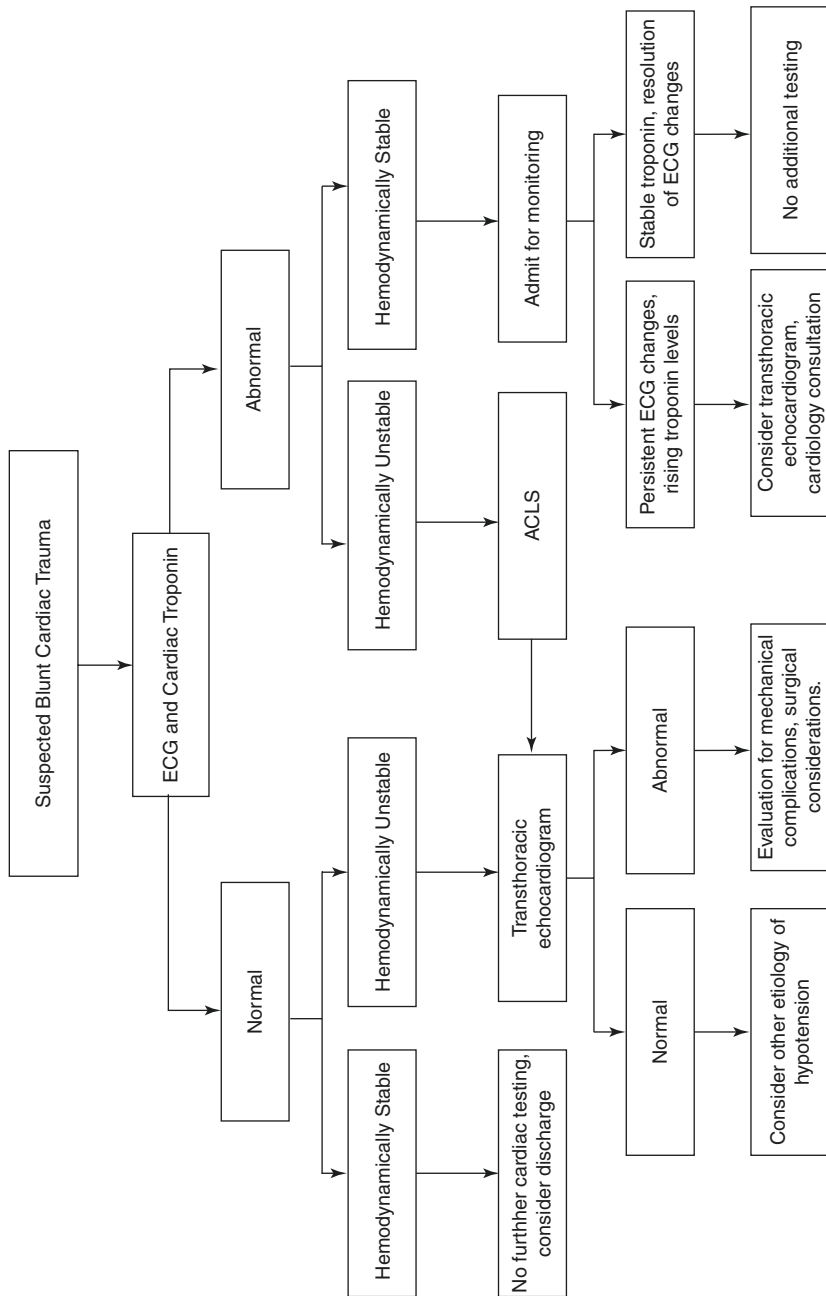 Suspected Blunt Cardiac Trauma
ECG and Cardiac Troponin
Normal
Abnormal
Hemodynamically Stable
Hemodynamically Unstable
Hemodynamically Unstable
Hemodynamically Stable
No furthher cardiac testing,
consider discharge
Transthoracic
echocardiogram
ACLS
Admit for monitoring
Normal
Abnormal
Persistent ECG changes,
rising troponin levels
Stable troponin, resolution
of ECG changes
Consider other etiology of
hypotension
Evaluation for mechanical
complications, surgical
considerations.
Consider transthoracic
echocardiogram,
cardiology consultation
No additional testing